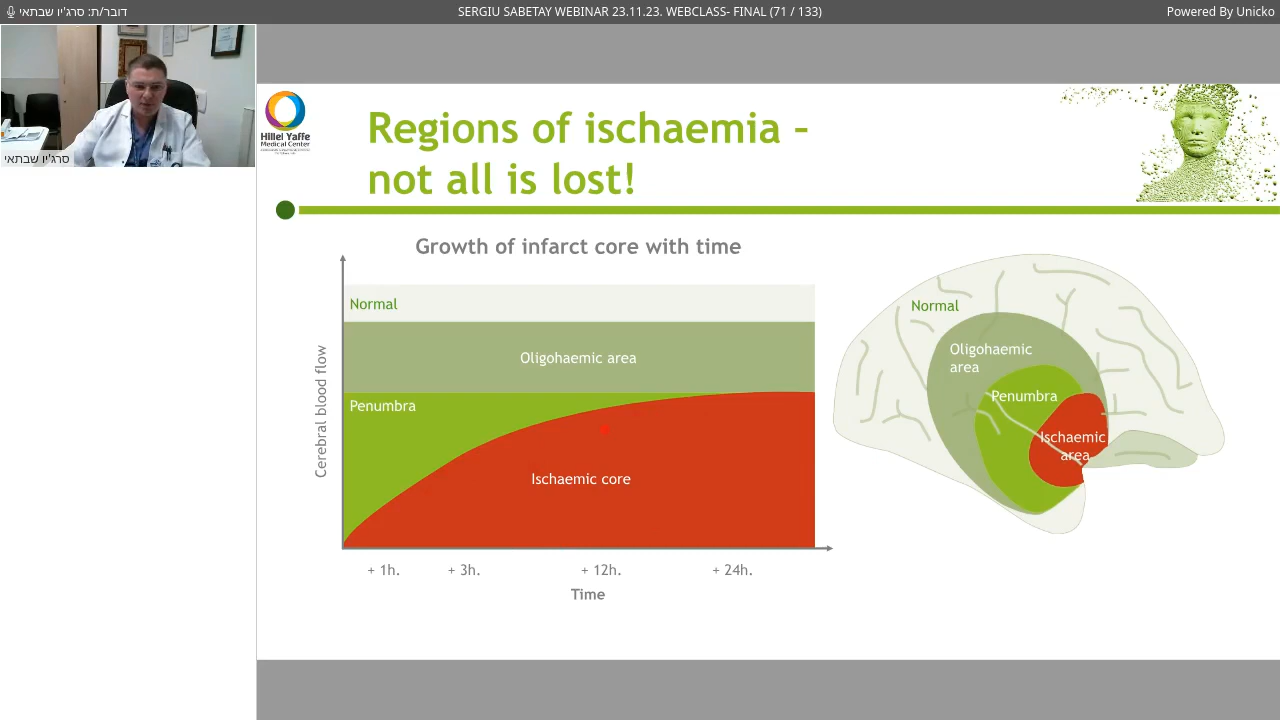 דובר/ת: סרג'יו שבתאי
SERGIU SABETAY WEBINAR 23.11.23. WEBCLASS- FINAL (71 / 133)
Powered By Unicko
סרג'יו שבתאי
Hillel Yaffe
Medical Center
Regions of ischaemia –
not all is lost!
Growth of infarct core with time
Cerebral blood flow
Normal
Oligohaemic area
Penumbra
Ischaemic core
+ 1h.
+ 3h.
+ 12h.
+ 24h.
Time
Normal
Oligohaemic
area
Penumbra
Ischaemic
area